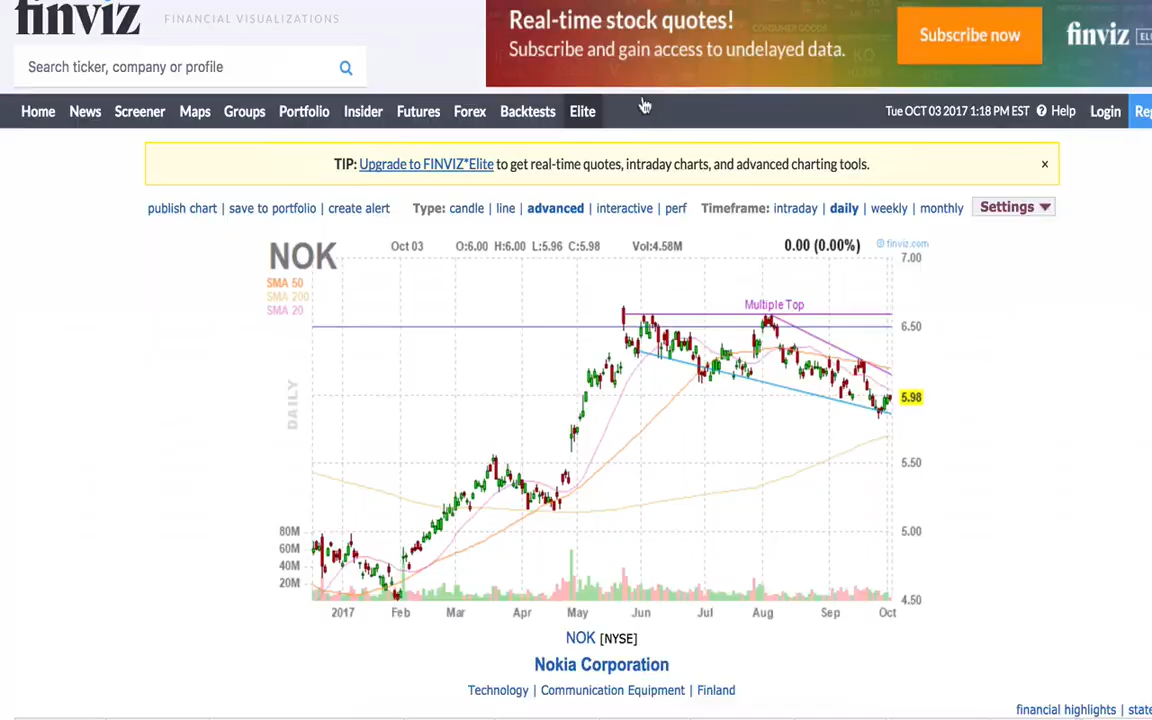 finviz FINANCIAL VISUALIZATIONS
Real-time stock quotes!
Subscribe and gain access to undelayed data.
Subscribe now
finviz
Search ticker, company or profile
Home News Screener Maps Groups Portfolio Insider Futures Forex Backtests Elite
Tue OCT 03 2017 1:18 PM EST Help Login
TIP: Upgrade to FINVIZ*Elite to get real-time quotes, intraday charts, and advanced charting tools. ×
publish chart | save to portfolio | create alert Type: candle | line | advanced | interactive | perf Timeframe: intraday | daily | weekly | monthly Settings
NOK Oct 03 O:6.00 H:6.00 L:5.96 C:5.98 Vol:4.58M 0.00 (0.00%) © finviz.com
7.00
SMA 50
SMA 200
SMA 20
Multiple Top
6.50
DAILY
5.98
5.50
80M 5.00
60M
40M
20M
4.50
2017 Feb Mar Apr May Jun Jul Aug Sep Oct
NOK [NYSE]
Nokia Corporation
Technology | Communication Equipment | Finland
financial highlights |